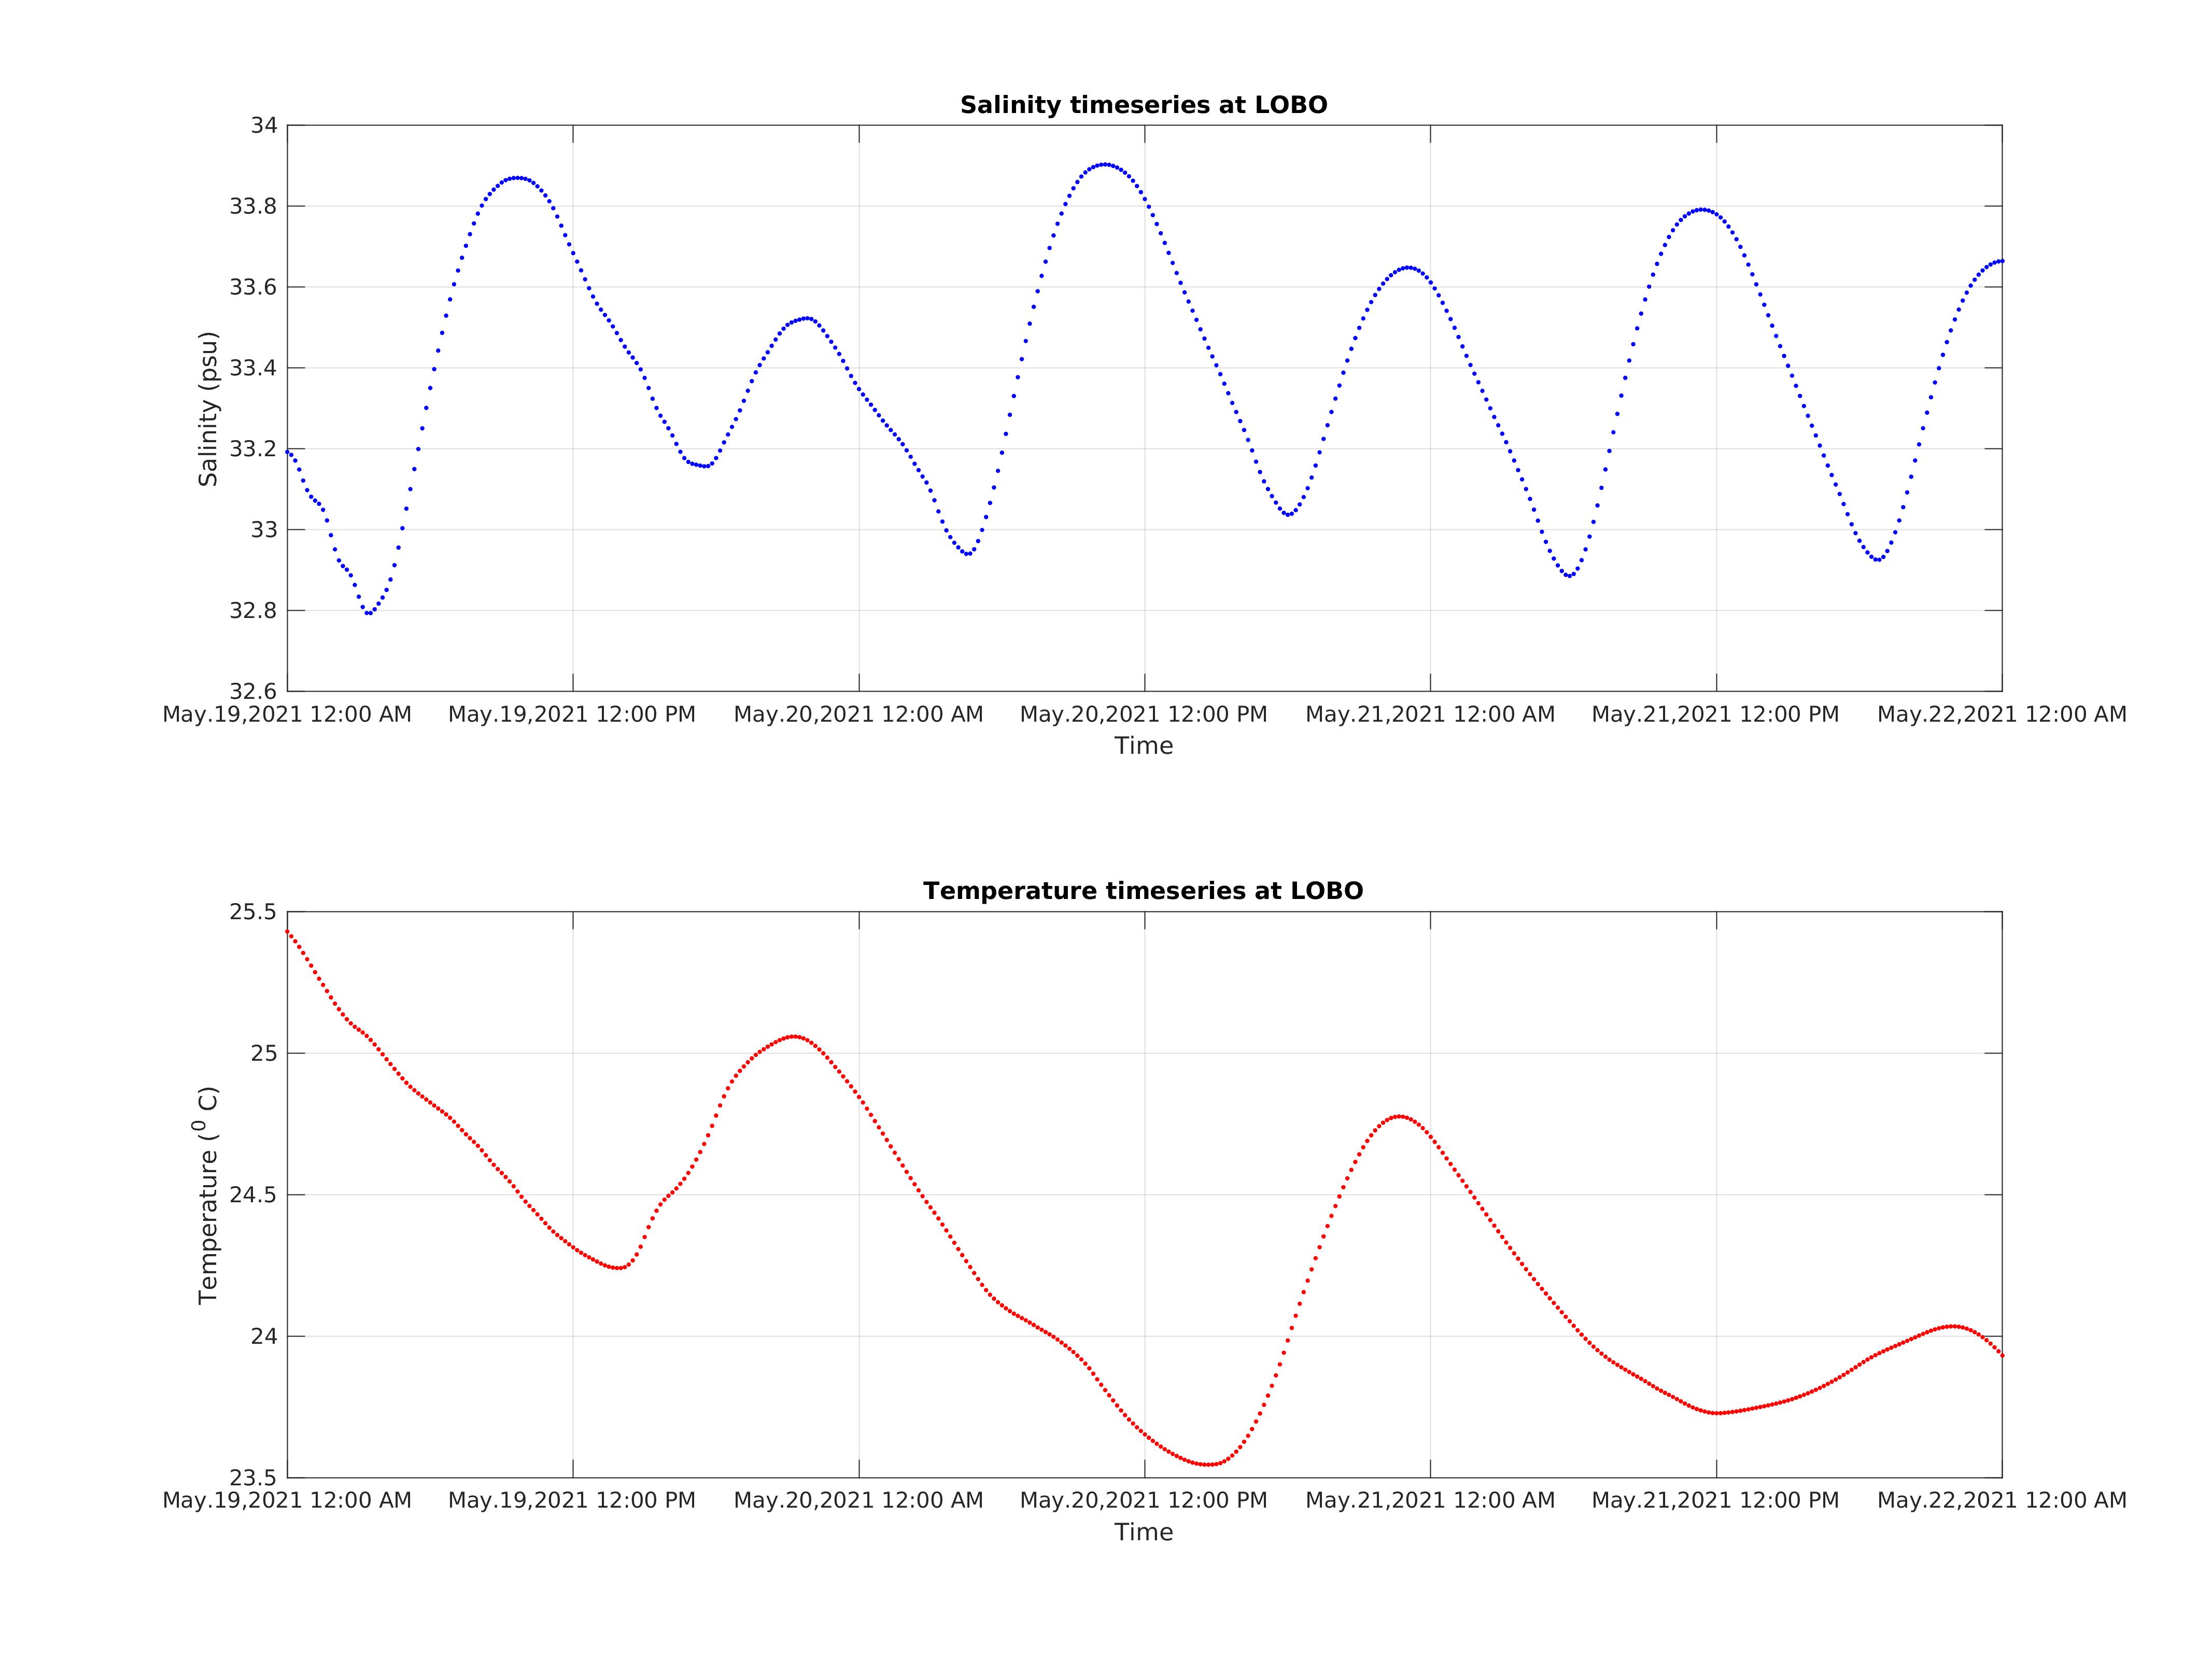 Salinity timeseries at LOBO
34
33.8
33.6
33.4
33.2
33
32.8
32.6
Salinity (psu)
May.19,2021 12:00 AM May.19,2021 12:00 PM May.20,2021 12:00 AM May.20,2021 12:00 PM May.21,2021 12:00 AM May.21,2021 12:00 PM May.22,2021 12:00 AM
Time
Temperature timeseries at LOBO
25.5
25
24.5
24
23.5
Temperature (⁰ C)
May.19,2021 12:00 AM May.19,2021 12:00 PM May.20,2021 12:00 AM May.20,2021 12:00 PM May.21,2021 12:00 AM May.21,2021 12:00 PM May.22,2021 12:00 AM
Time